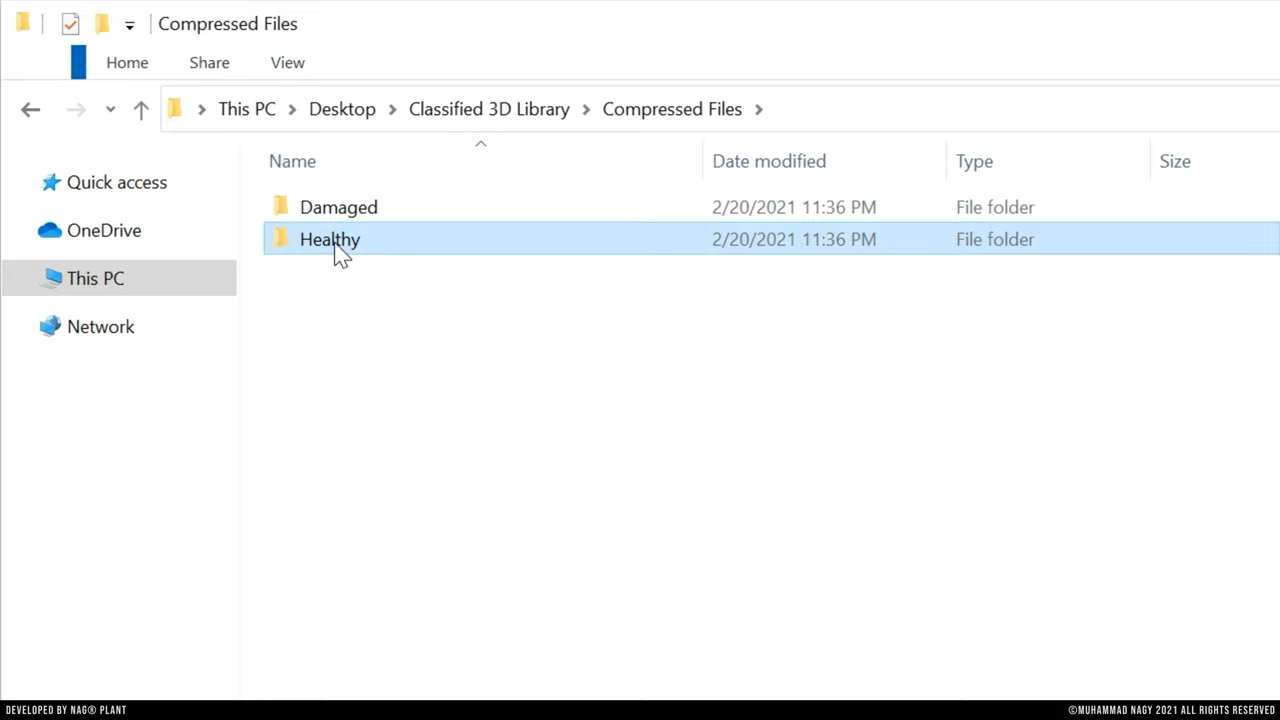 Compressed Files
Home Share View
This PC Desktop Classified 3D Library Compressed Files
Name Date modified Type Size
Quick access
OneDrive
This PC
Network
Damaged 2/20/2021 11:36 PM File folder
Healthy 2/20/2021 11:36 PM File folder
DEVELOPED BY NAG® PLANT
©MUHAMMAD NAGY 2021 ALL RIGHTS RESERVED